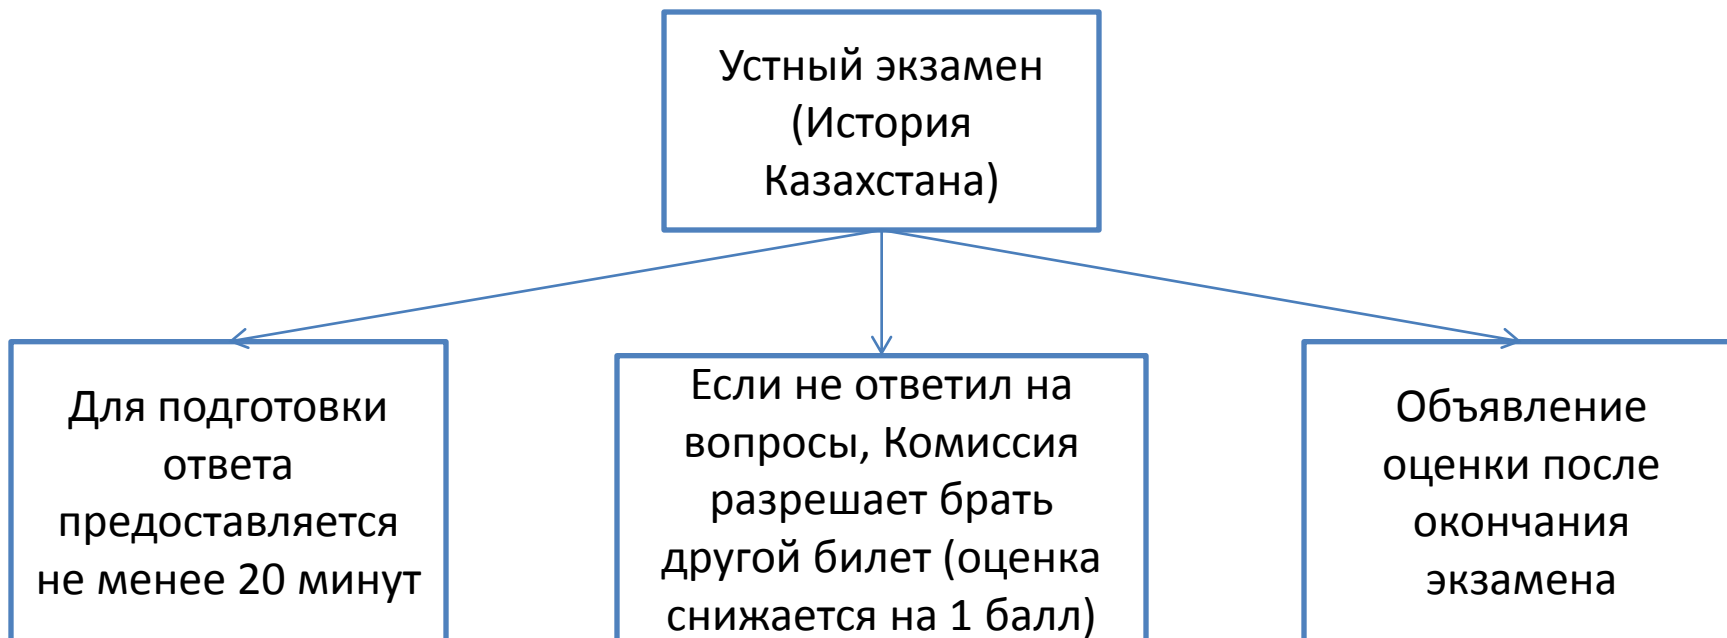 Устный экзамен
(История
Казахстана)
Для подготовки
ответа
предоставляется
не менее 20 минут
Если не ответил на
вопросы, Комиссия
разрешает брать
другой билет (оценка
снижается на 1 балл)
Объявление
оценки после
окончания
экзамена